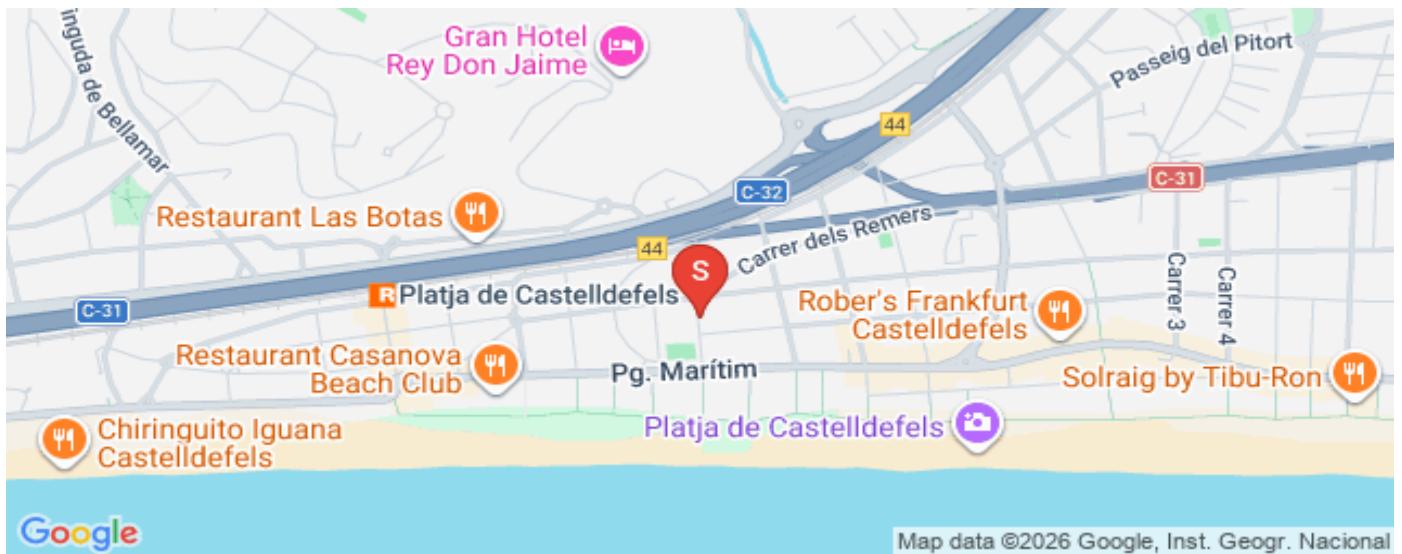 Gran Hotel
Rey Don Jaime
inguda de Bellamar
Passeig del Pitort
44
C-31
C-32
Restaurant Las Botas
Carrer dels Remers
44
S
R
Platja de Castelldefels
C-31
Rober's Frankfurt
Castelldefels
Carrer 3
Carrer 4
Restaurant Casanova
Beach Club
Pg. Marítim
Solraig by Tibu-Ron
Platja de Castelldefels
Chiringuito Iguana
Castelldefels
Google
Map data ©2026 Google, Inst. Geogr. Nacional